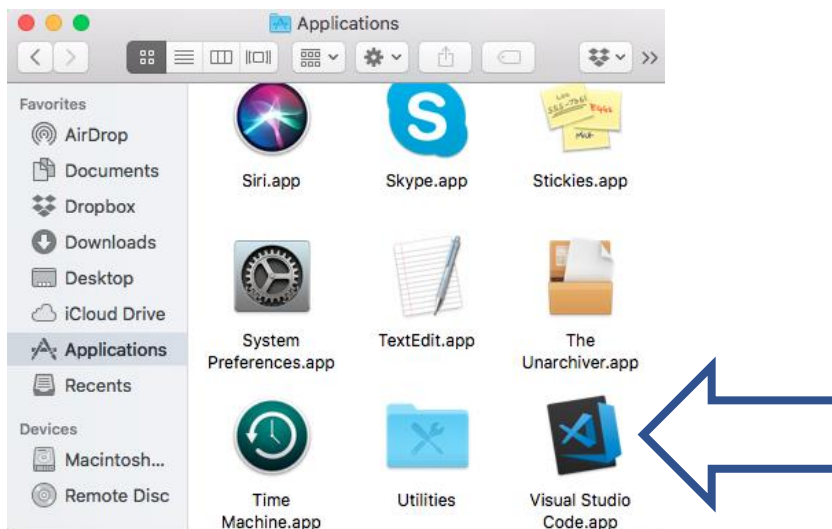 Applications
Favorites
AirDrop
Documents
Dropbox
Downloads
Desktop
iCloud Drive
Applications
Recents
Devices
Macintosh...
Remote Disc
Siri.app
Skype.app
Stickies.app
System
Preferences.app
TextEdit.app
The
Unarchiver.app
Time
Machine.app
Utilities
Visual Studio
Code.app